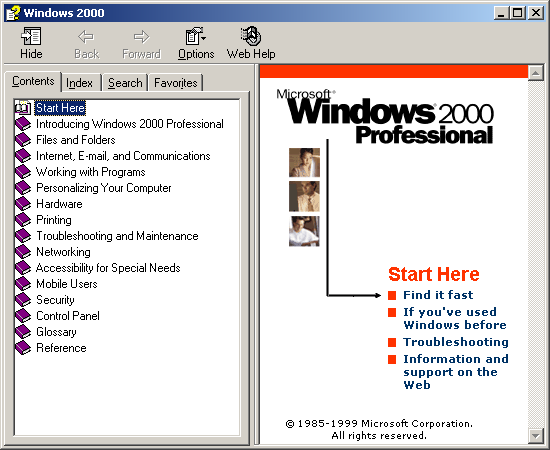 Windows 2000
Hide
Back
Forward
Options
Web Help
Contents
Index
Search
Favorites
Start Here
Introducing Windows 2000 Professional
Files and Folders
Internet, E-mail, and Communications
Working with Programs
Personalizing Your Computer
Hardware
Printing
Troubleshooting and Maintenance
Networking
Accessibility for Special Needs
Mobile Users
Security
Control Panel
Glossary
Reference
Microsoft®
Windows® 2000
Professional
Start Here
Find it fast
If you've used
Windows before
Troubleshooting
Information and
support on the
Web
© 1985-1999 Microsoft Corporation.
All rights reserved.